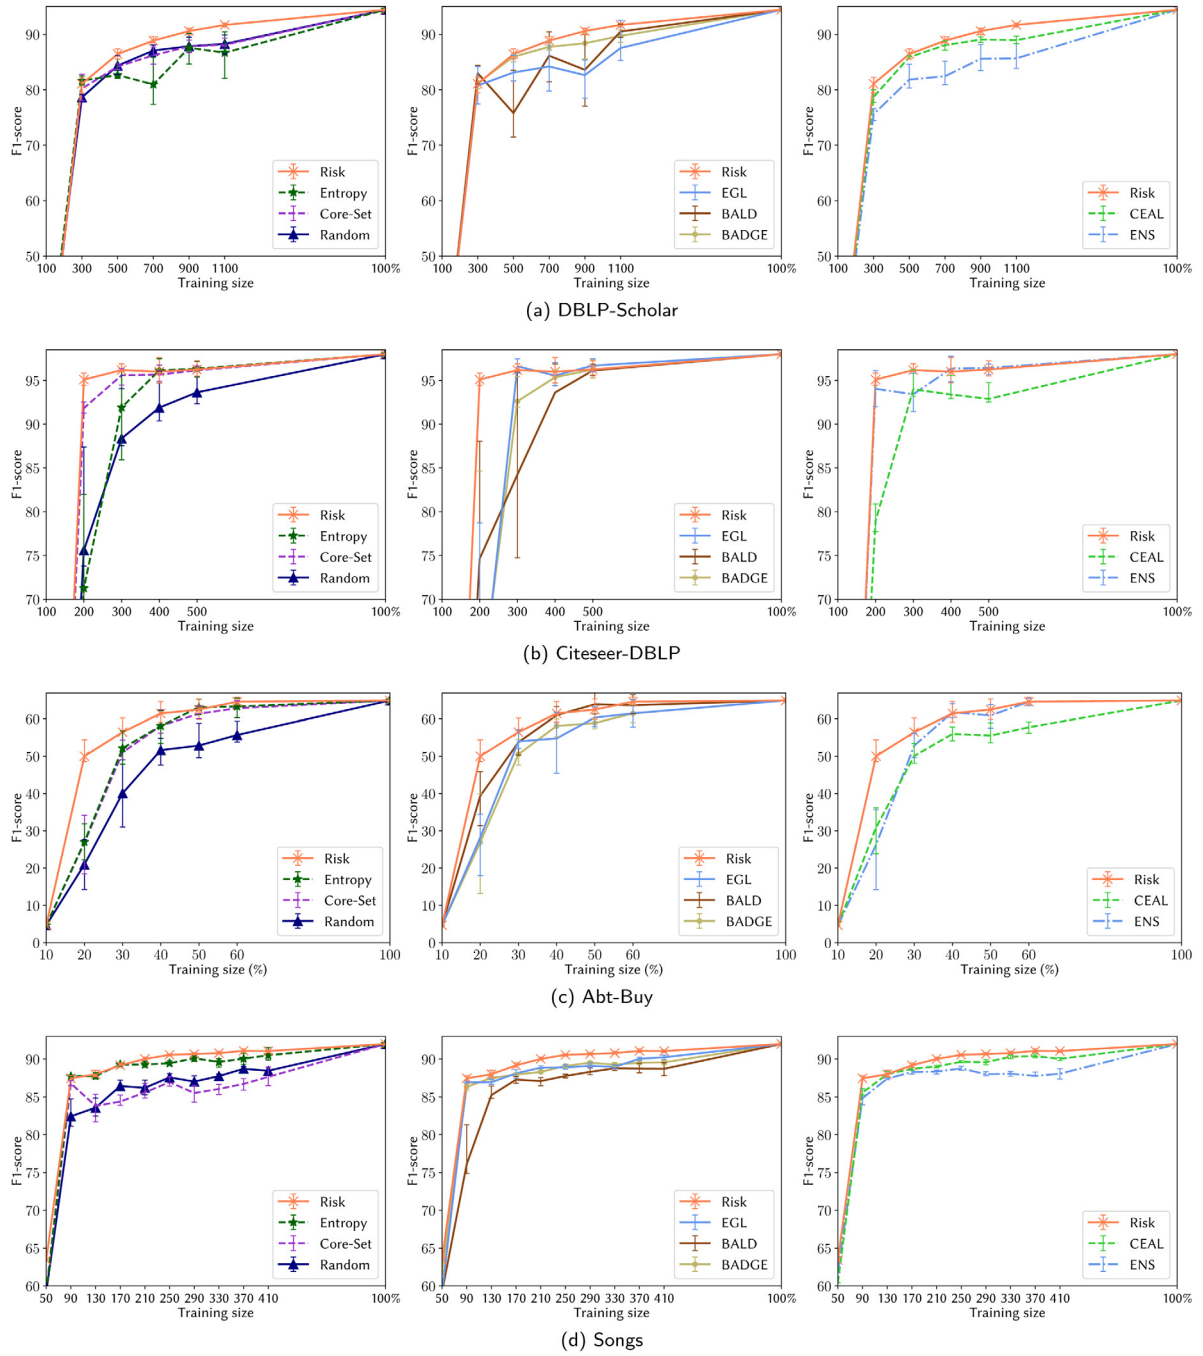 F1-score
90
80
70
60
50
Risk
Entropy
Core-Set
Random
100 300 500 700 900 1100 100%
Training size
F1-score
90
80
70
60
50
Risk
EGL
BALD
BADGE
100 300 500 700 900 1100 100%
Training size
F1-score
90
80
70
60
50
Risk
CEAL
ENS
100 300 500 700 900 1100 100%
Training size
(a) DBLP-Scholar
F1-score
95
90
85
80
75
70
Risk
Entropy
Core-Set
Random
100 200 300 400 500 100%
Training size
F1-score
95
90
85
80
75
70
Risk
EGL
BALD
BADGE
100 200 300 400 500 100%
Training size
F1-score
95
90
85
80
75
70
Risk
CEAL
ENS
100 200 300 400 500 100%
Training size
(b) Citeseer-DBLP
F1-score
60
50
40
30
20
10
0
Risk
Entropy
Core-Set
Random
10 20 30 40 50 60 100
Training size (%)
F1-score
60
50
40
30
20
10
0
Risk
EGL
BALD
BADGE
10 20 30 40 50 60 100
Training size (%)
F1-score
60
50
40
30
20
10
0
Risk
CEAL
ENS
10 20 30 40 50 60 100
Training size (%)
(c) Abt-Buy
F1-score
90
85
80
75
70
65
60
Risk
Entropy
Core-Set
Random
50 90 130 170 210 250 290 330 370 410 100%
Training size
F1-score
90
85
80
75
70
65
60
Risk
EGL
BALD
BADGE
50 90 130 170 210 250 290 330 370 410 100%
Training size
F1-score
90
85
80
75
70
65
60
Risk
CEAL
ENS
50 90 130 170 210 250 290 330 370 410 100%
Training size
(d) Songs